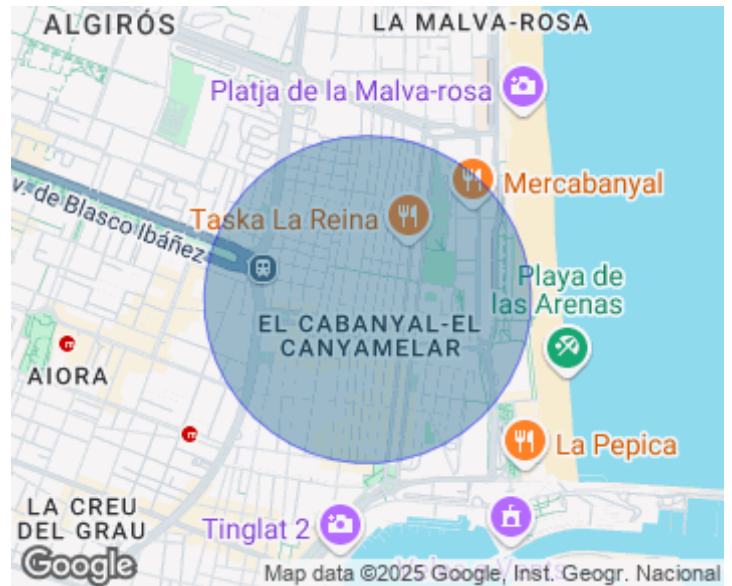 ALGIRÓS
LA MALVA-ROSA
Platja de la Malva-rosa
Mercabanyal
v. de Blasco Ibáñez
Taska La Reina
Playa de
las Arenas
EL CABANYAL-EL
CANYAMELAR
AIORA
La Pepica
LA CREU
DEL GRAU
Tinglat 2
Google
Map data ©2025 Google, Inst. Geogr. Nacional